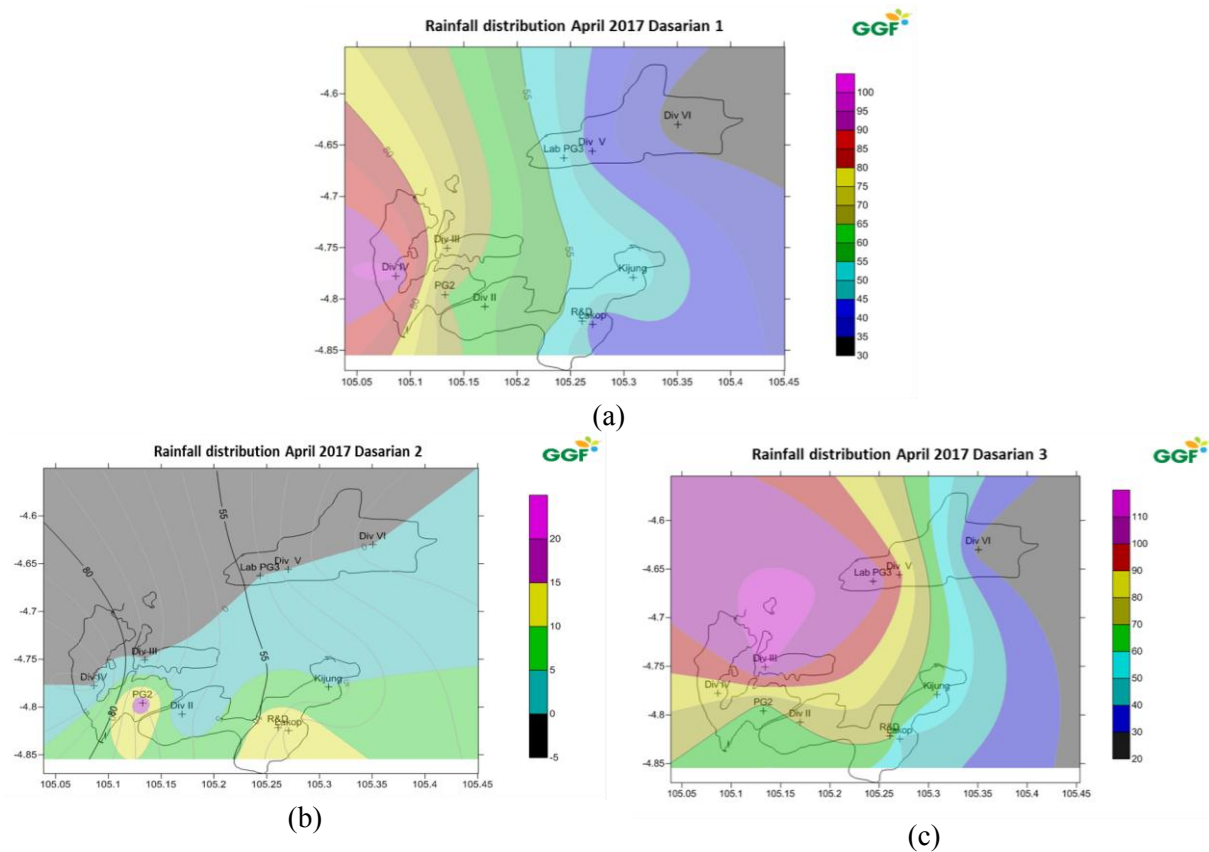 Rainfall distribution April 2017 Dasarian 1
GGF
-4.6
-4.65
-4.7
-4.75
-4.8
-4.85
105.05 105.1 105.15 105.2 105.25 105.3 105.35 105.4 105.45
80
55
80
55
Div VI
Div V
Lab PG3
Div III
Div IV
PG2
Div II
Kijung
R&D
100
95
90
85
80
75
70
65
60
55
50
45
40
35
30
(a)
Rainfall distribution April 2017 Dasarian 2
GGF
-4.6
-4.65
-4.7
-4.75
-4.8
-4.85
105.05 105.1 105.15 105.2 105.25 105.3 105.35 105.4 105.45
55
80
55
80
Div VI
Div V
Lab PG3
Div III
Div IV
PG2
Div II
Kijung
R&D
20
15
10
5
0
-5
(b)
Rainfall distribution April 2017 Dasarian 3
GGF
-4.6
-4.65
-4.7
-4.75
-4.8
-4.85
105.05 105.1 105.15 105.2 105.25 105.3 105.35 105.4 105.45
Div VI
Div V
Lab PG3
Div III
Div IV
PG2
Div II
Kijung
R&D
110
100
90
80
70
60
50
40
30
20
(c)